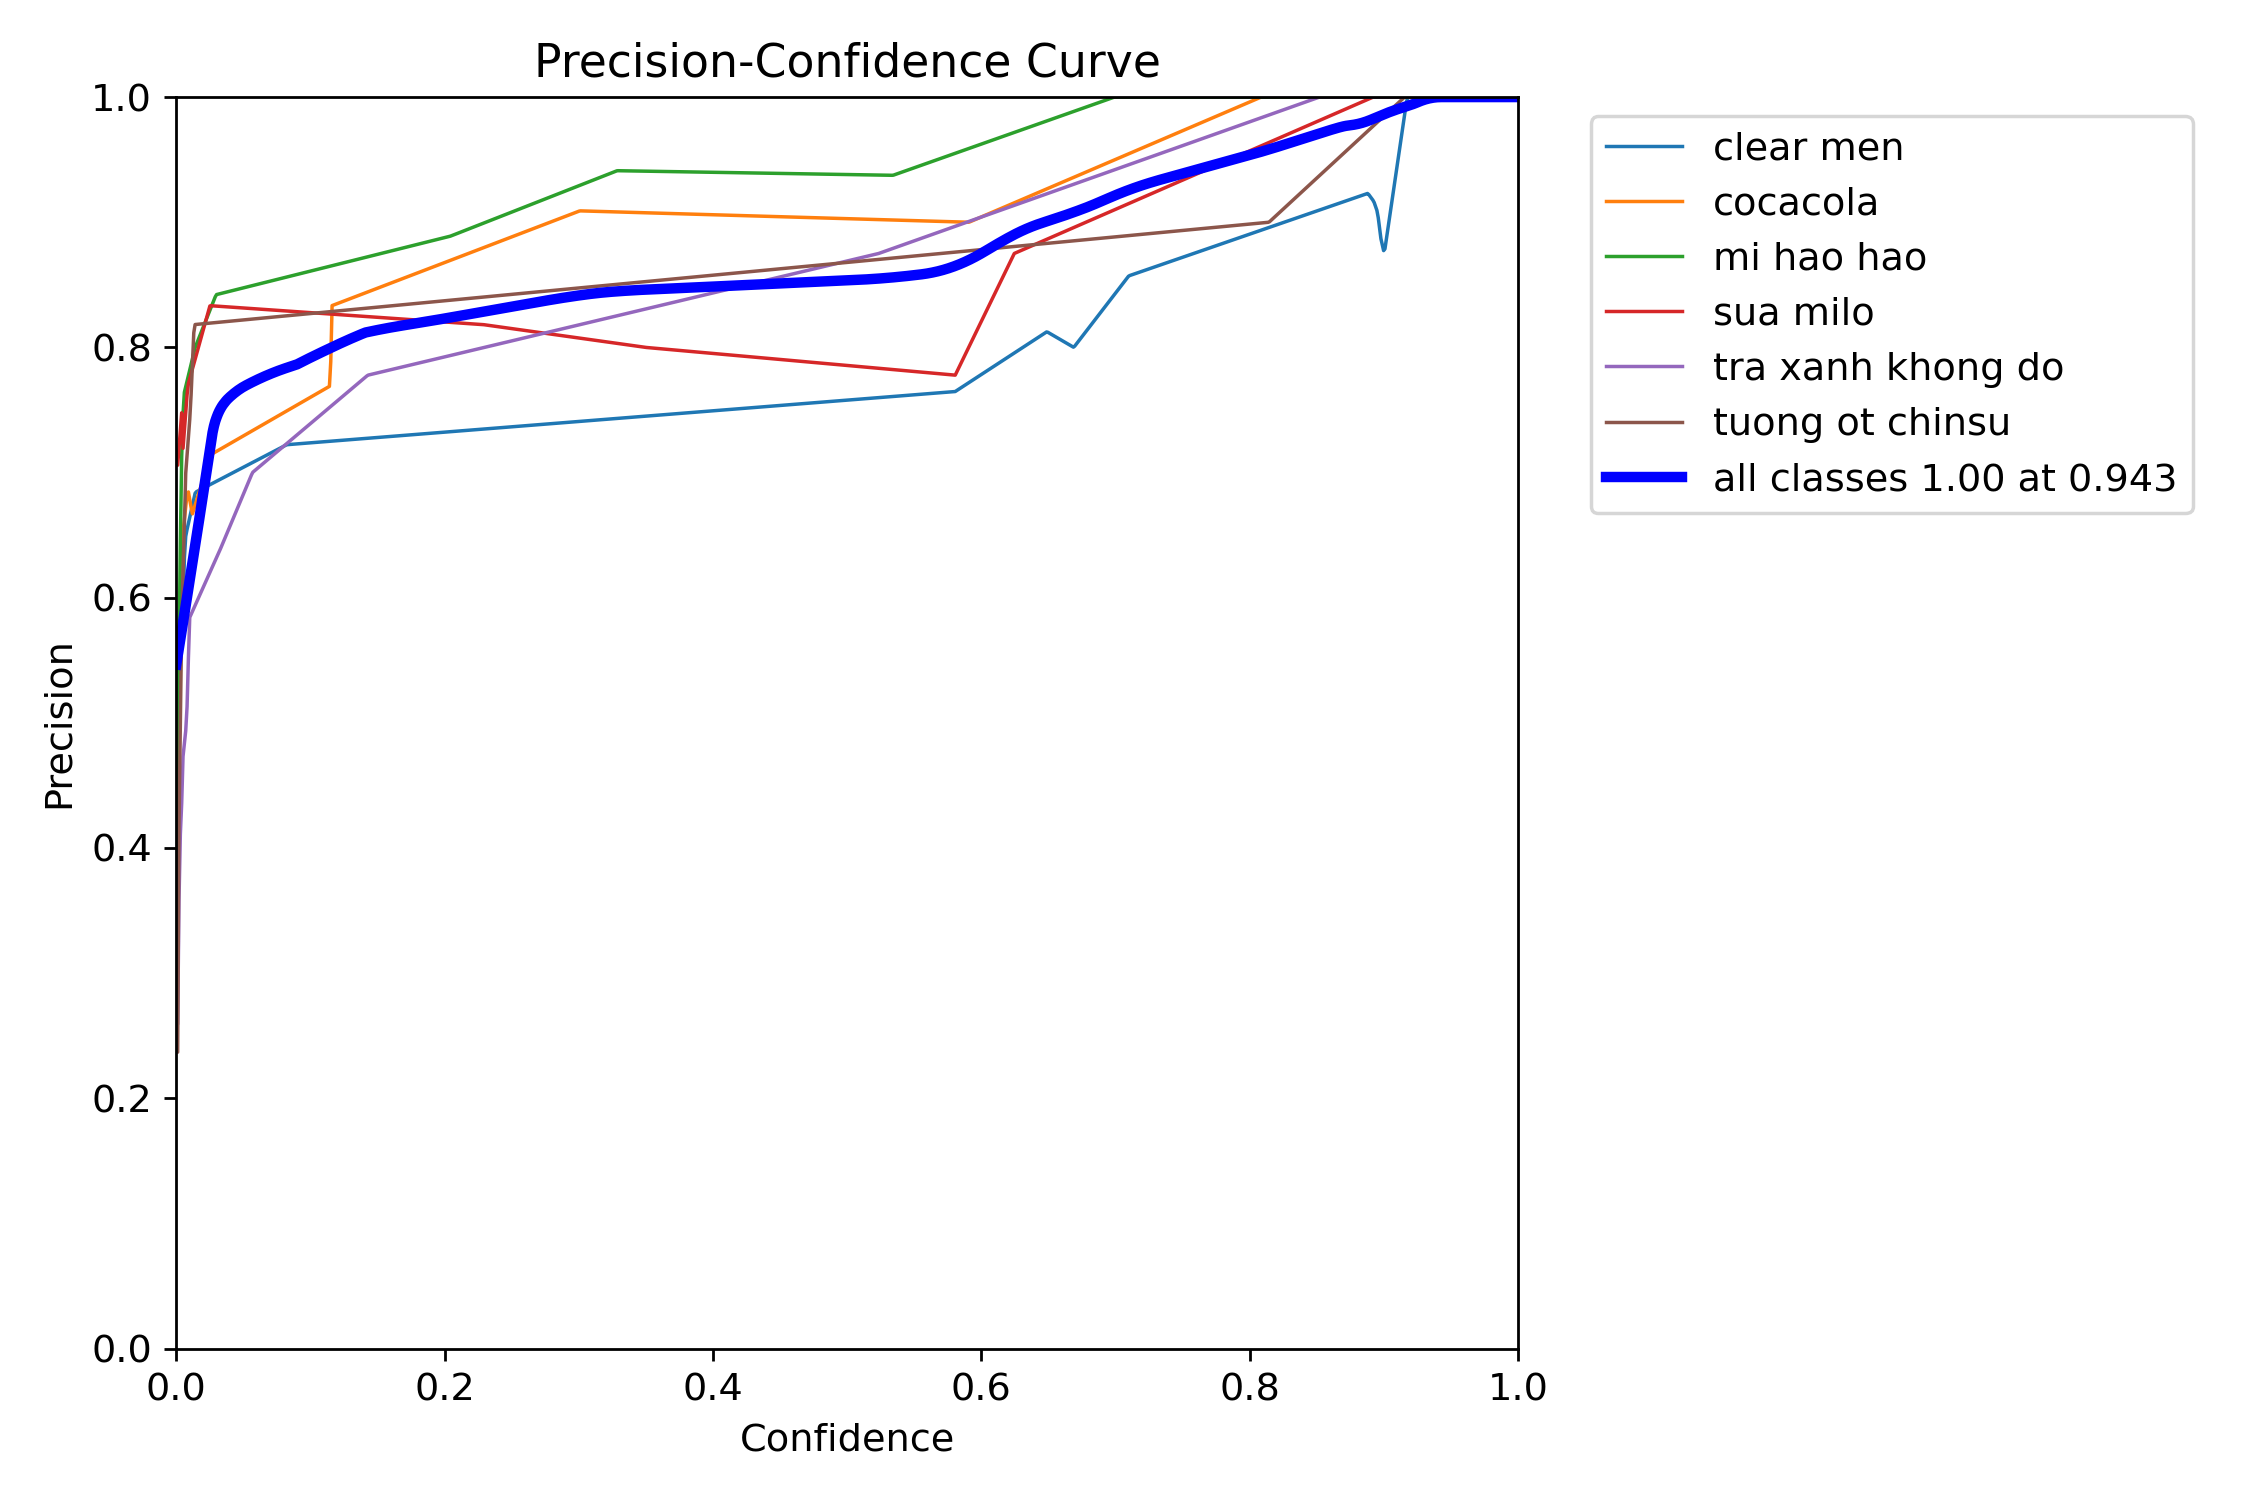 Precision-Confidence Curve
1.0
0.8
0.6
0.4
0.2
0.0
Precision
0.0 0.2 0.4 0.6 0.8 1.0
Confidence
clear men
cocacola
mi hao hao
sua milo
tra xanh khong do
tuong ot chinsu
all classes 1.00 at 0.943